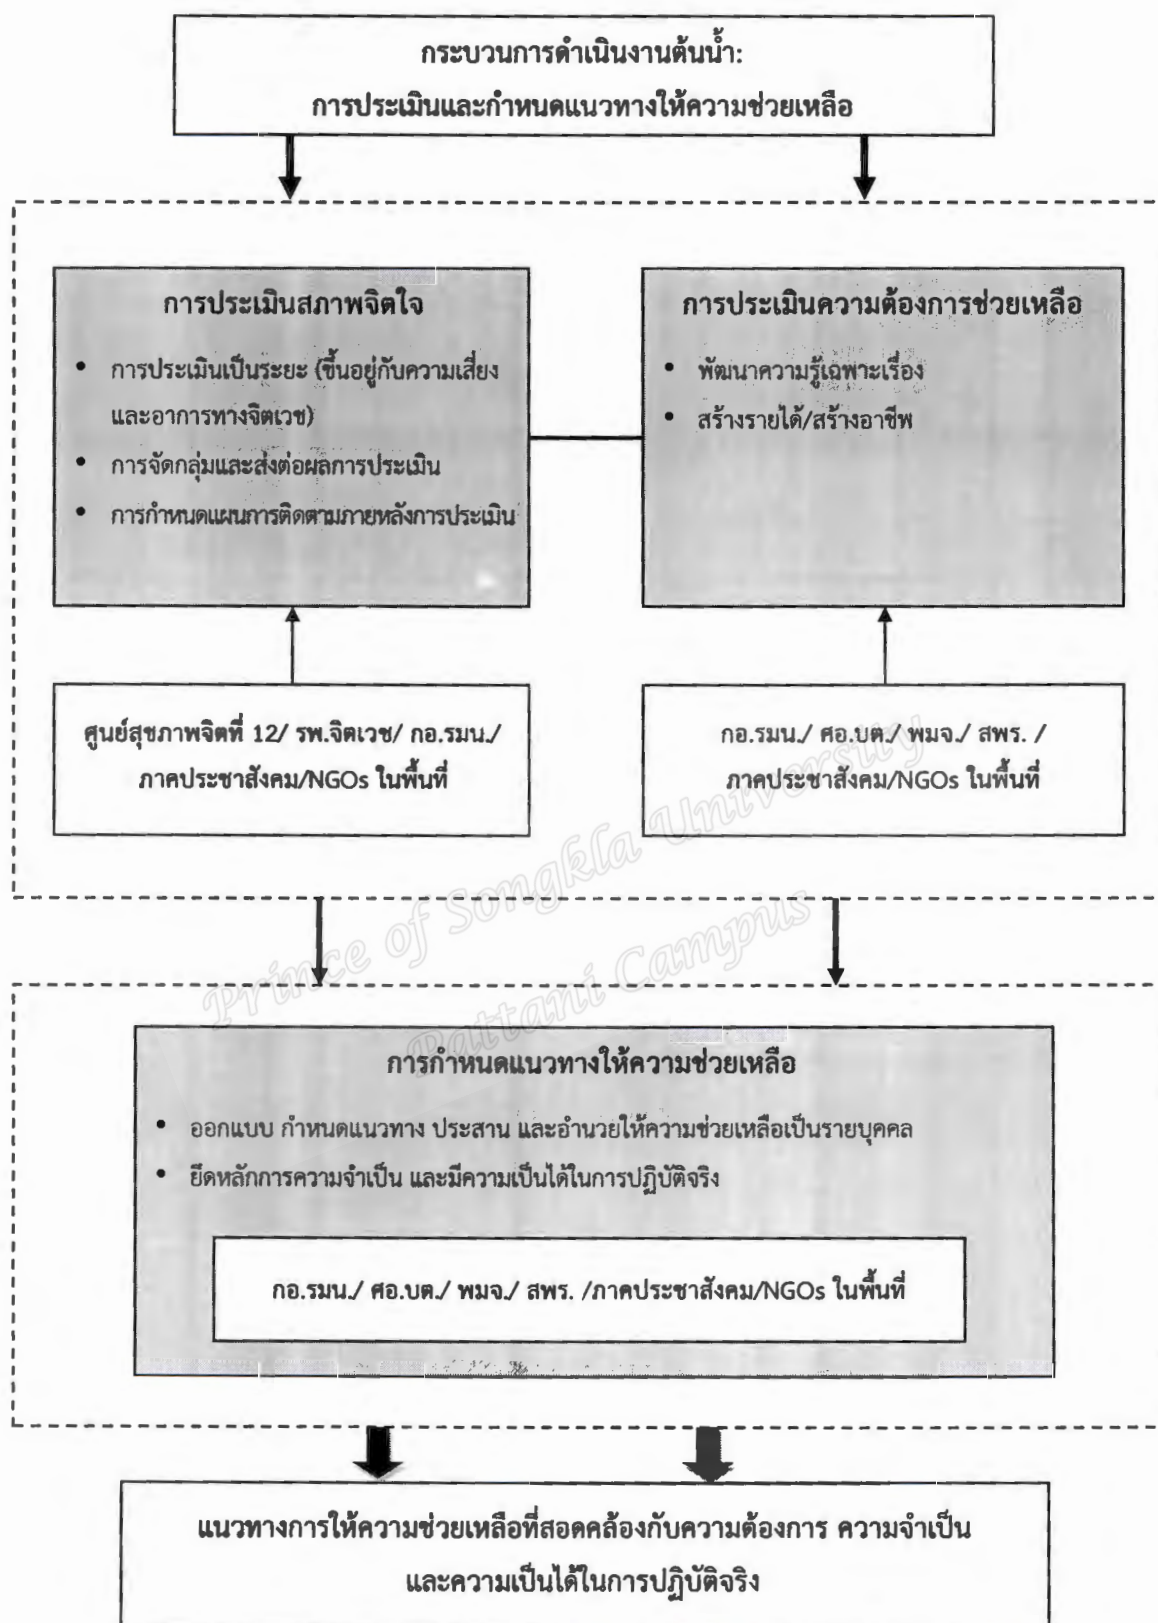 กระบวนการดำเนินงานต้นน้ำ:
การประเมินและกำหนดแนวทางให้ความช่วยเหลือ
การประเมินสภาพจิตใจ
• การประเมินเป็นระยะ (ขึ้นอยู่กับความเสี่ยง
และอาการทางจิตเวช)
• การจัดกลุ่มและส่งต่อผลการประเมิน
• การกำหนดแผนการติดตามภายหลังการประเมิน
การประเมินความต้องการช่วยเหลือ
• พัฒนาความรู้เฉพาะเรื่อง
• สร้างรายได้/สร้างอาชีพ
ศูนย์สุขภาพจิตที่ 12/ รพ.จิตเวช/ กอ.รมน./
ภาคประชาสังคม/NGOs ในพื้นที่
กอ.รมน./ ศอ.บต./ พมจ./ สพร. /
ภาคประชาสังคม/NGOs ในพื้นที่
Prince of Songkla University
Pattani Campus
การกำหนดแนวทางให้ความช่วยเหลือ
• ออกแบบ กำหนดแนวทาง ประสาน และอำนวยให้ความช่วยเหลือเป็นรายบุคคล
• ยึดหลักการความจำเป็น และมีความเป็นได้ในการปฏิบัติจริง
กอ.รมน./ ศอ.บต./ พมจ./ สพร. /ภาคประชาสังคม/NGOs ในพื้นที่
แนวทางการให้ความช่วยเหลือที่สอดคล้องกับความต้องการ ความจำเป็น
และความเป็นได้ในการปฏิบัติจริง